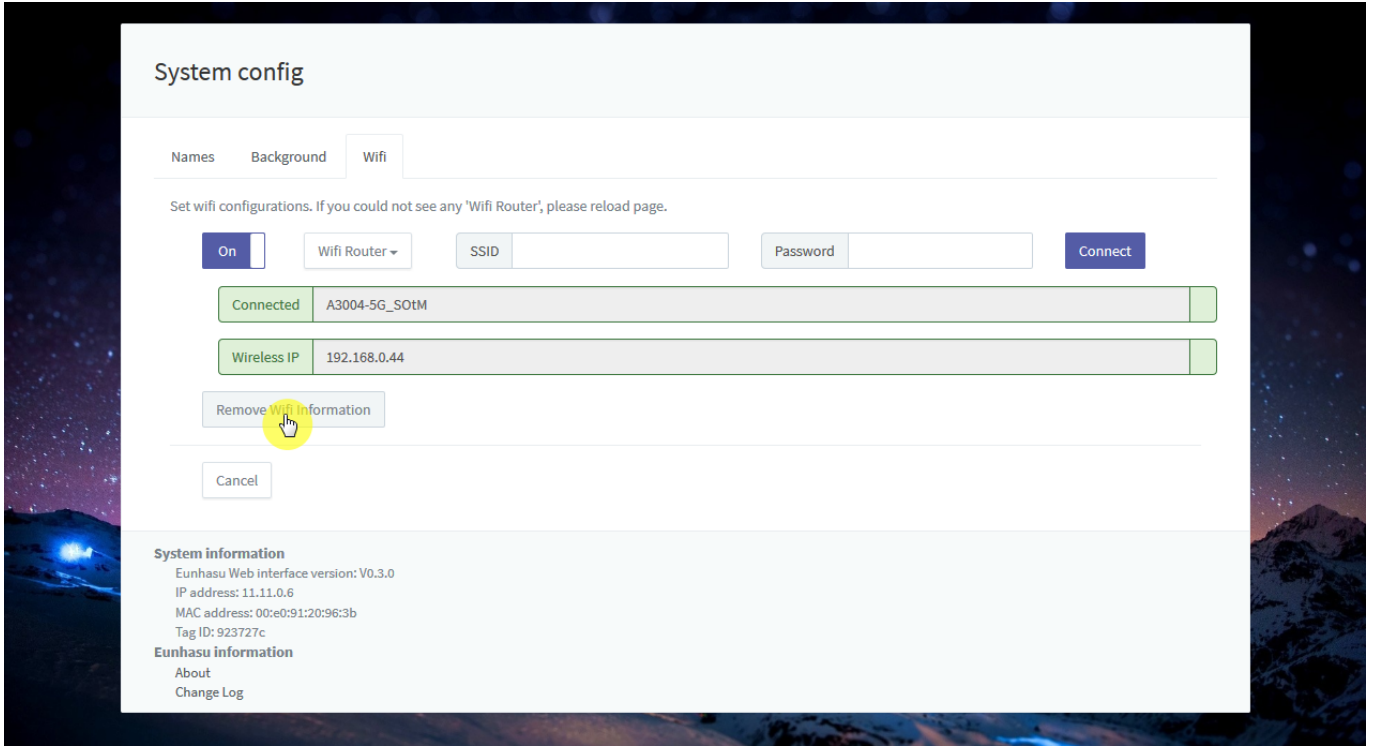 System config
Names Background Wifi
Set wifi configurations. If you could not see any 'Wifi Router', please reload page.
On Wifi Router SSID Password Connect
Connected A3004-5G_SOtM
Wireless IP 192.168.0.44
Remove Wifi Information
Cancel
System information
Eunhasu Web interface version: V0.3.0
IP address: 11.11.0.6
MAC address: 00:e0:91:20:96:3b
Tag ID: 923727c
Eunhasu information
About
Change Log